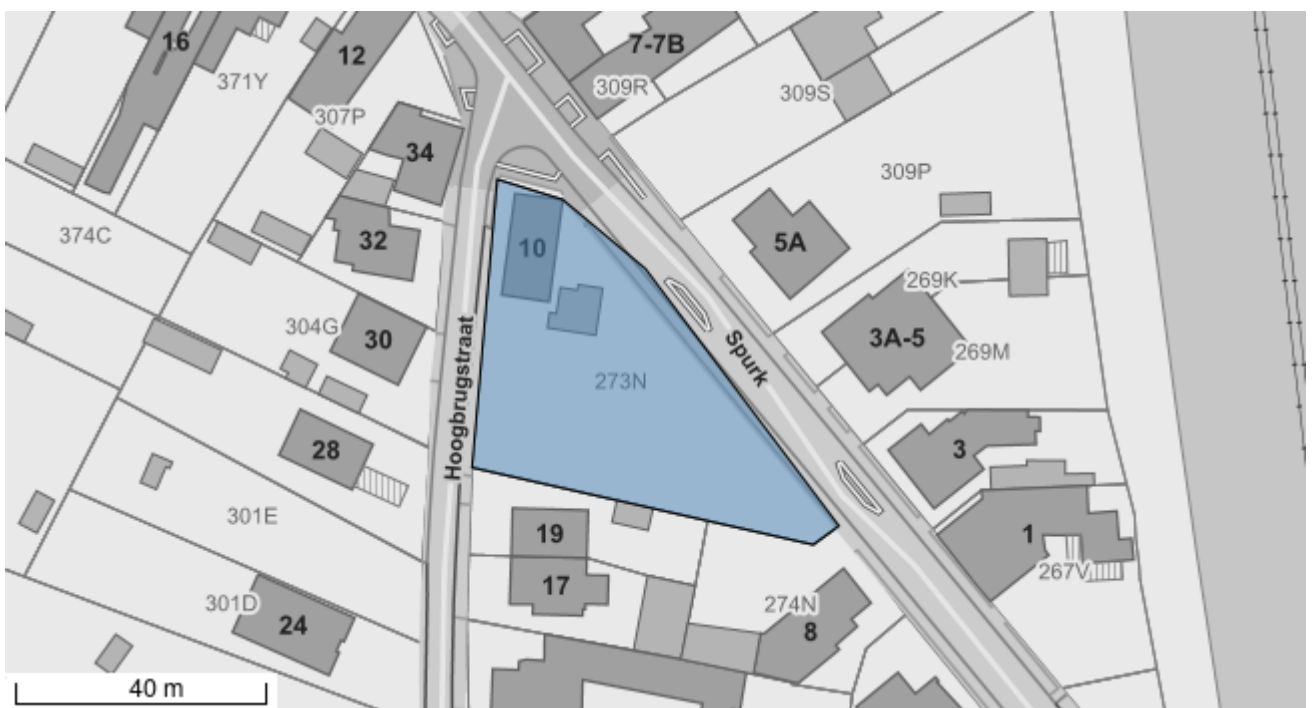 16
12
7-7B
371Y
309R
309S
307P
34
309P
374C
32
10
5A
269K
304G
30
Spurk
3A-5
269M
273N
Hoogbrugstraat
28
3
301E
19
1
17
267V
301D
24
274N
8
40 m